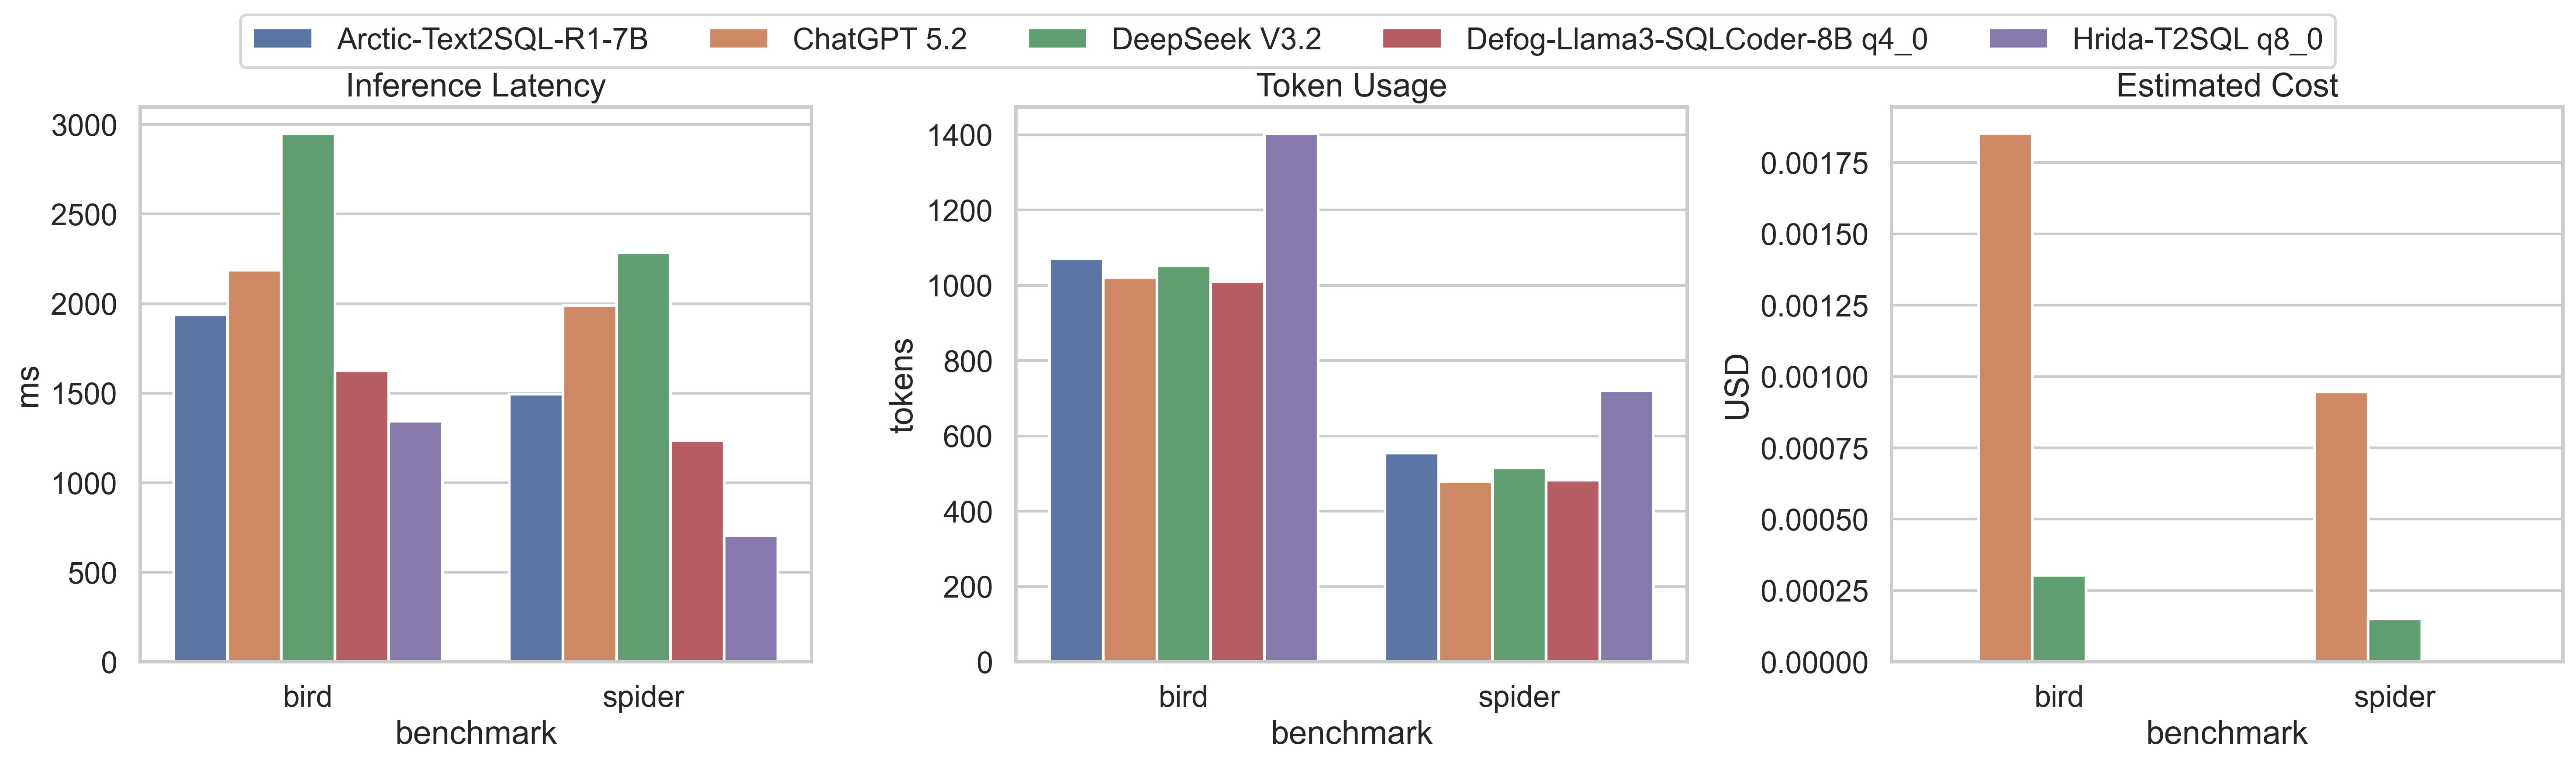 Arctic-Text2SQL-R1-7B ChatGPT 5.2 DeepSeek V3.2 Defog-Llama3-SQLCoder-8B q4_0 Hrida-T2SQL q8_0
Inference Latency
3000
2500
2000
1500
1000
500
0
ms
bird spider
benchmark
Token Usage
1400
1200
1000
800
600
400
200
0
tokens
bird spider
benchmark
Estimated Cost
0.00175
0.00150
0.00125
0.00100
0.00075
0.00050
0.00025
0.00000
USD
bird spider
benchmark